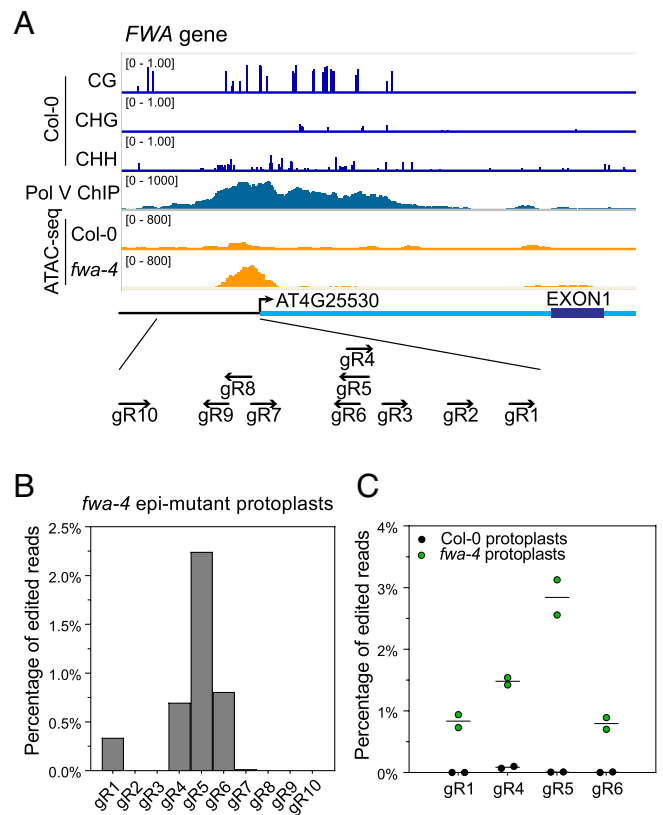 A
FWA gene
Col-0
CG
[0 - 1.00]
CHG
[0 - 1.00]
CHH
[0 - 1.00]
Pol V ChIP
[0 - 1000]
ATAC-seq
Col-0
[0 - 800]
fwa-4
[0 - 800]
AT4G25530
EXON1
gR4
gR8
gR5
gR10
gR9
gR7
gR6
gR3
gR2
gR1
B
fwa-4 epi-mutant protoplasts
Percentage of edited reads
2.5%
2.0%
1.5%
1.0%
0.5%
0.0%
gR1
gR2
gR3
gR4
gR5
gR6
gR7
gR8
gR9
gR10
C
Percentage of edited reads
4%
3%
2%
1%
0%
Col-0 protoplasts
fwa-4 protoplasts
gR1
gR4
gR5
gR6